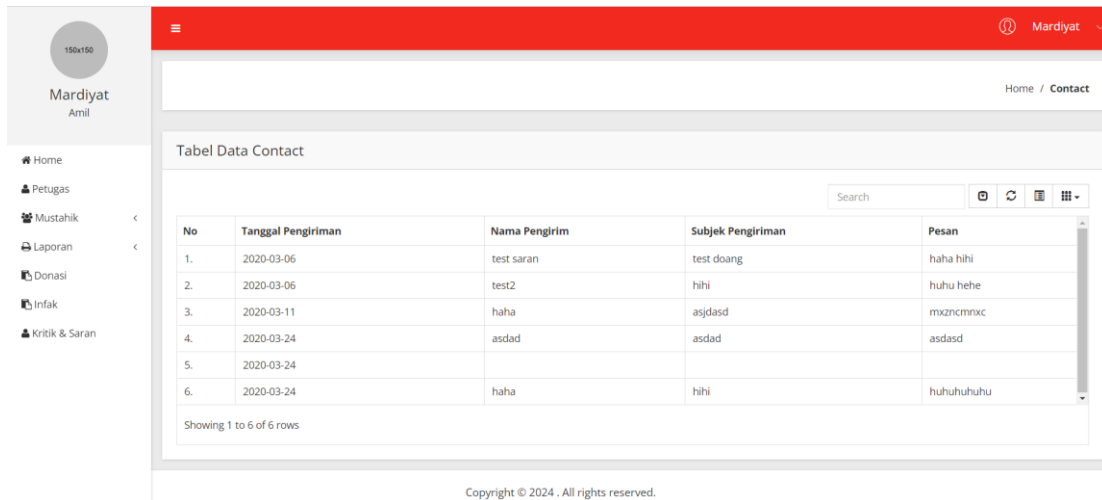 150x150
Mardiyat
Amil
Home
Petugas
Mustahik
Laporan
Donasi
Infak
Kritik & Saran
Mardiyat
Home / Contact
Tabel Data Contact
Search
No Tanggal Pengiriman Nama Pengirim Subjek Pengiriman Pesan
1. 2020-03-06 test saran test doang haha hihi
2. 2020-03-06 test2 hihi huhu hehe
3. 2020-03-11 haha asjdasd mxzncmnxc
4. 2020-03-24 asdad asdad asdasd
5. 2020-03-24
6. 2020-03-24 haha hihi huhuhuhuhu
Showing 1 to 6 of 6 rows
Copyright © 2024 . All rights reserved.